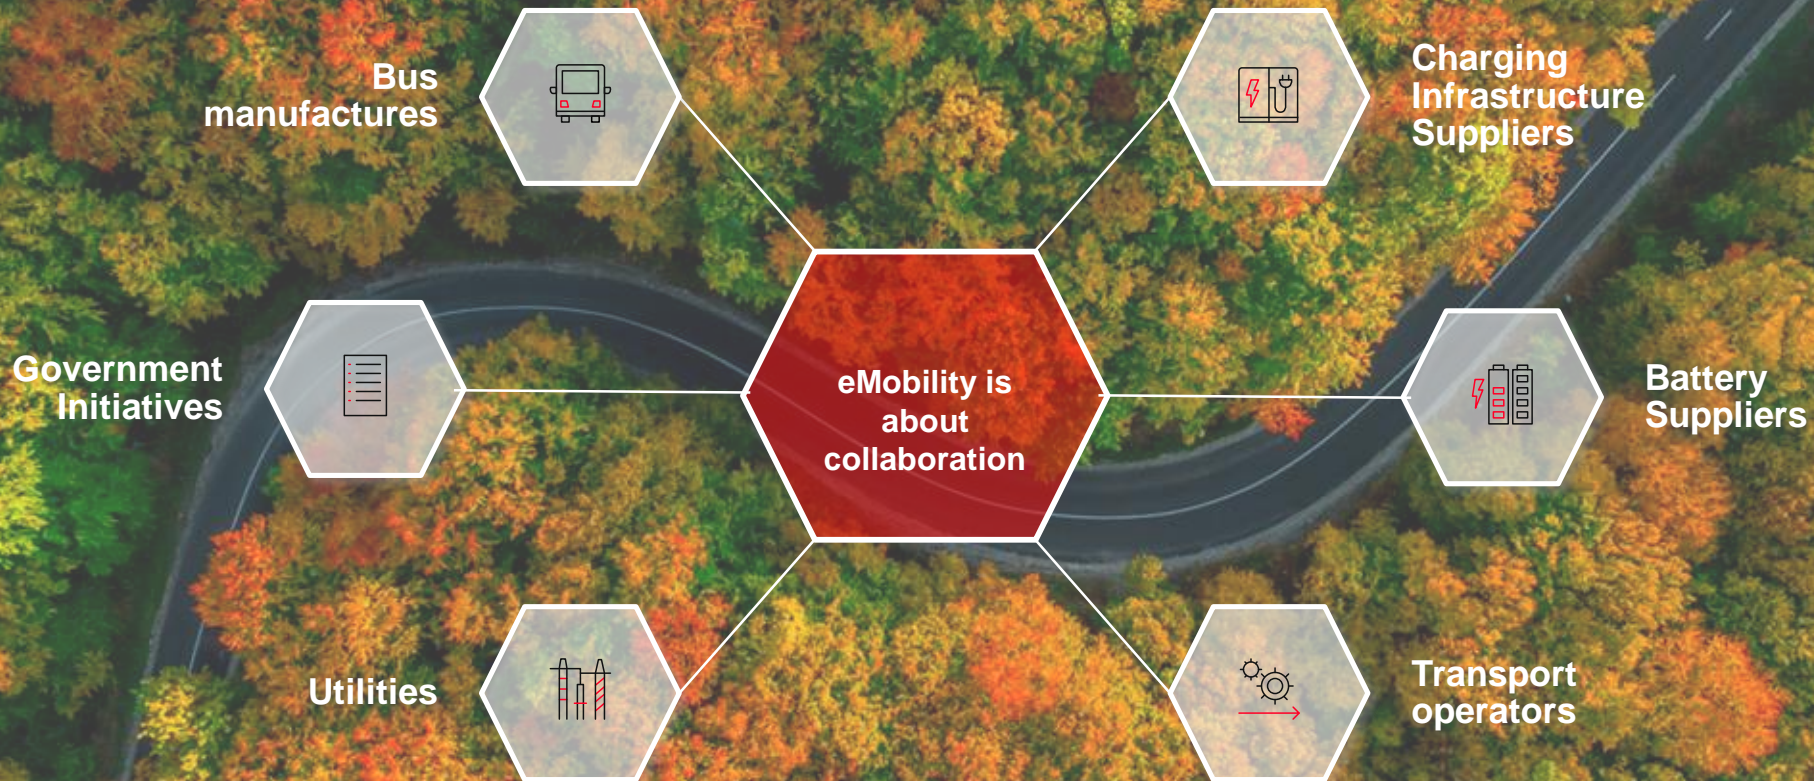 Bus
manufactures
Charging
Infrastructure
Suppliers
Government
Initiatives
eMobility is
about
collaboration
Battery
Suppliers
Utilities
Transport
operators